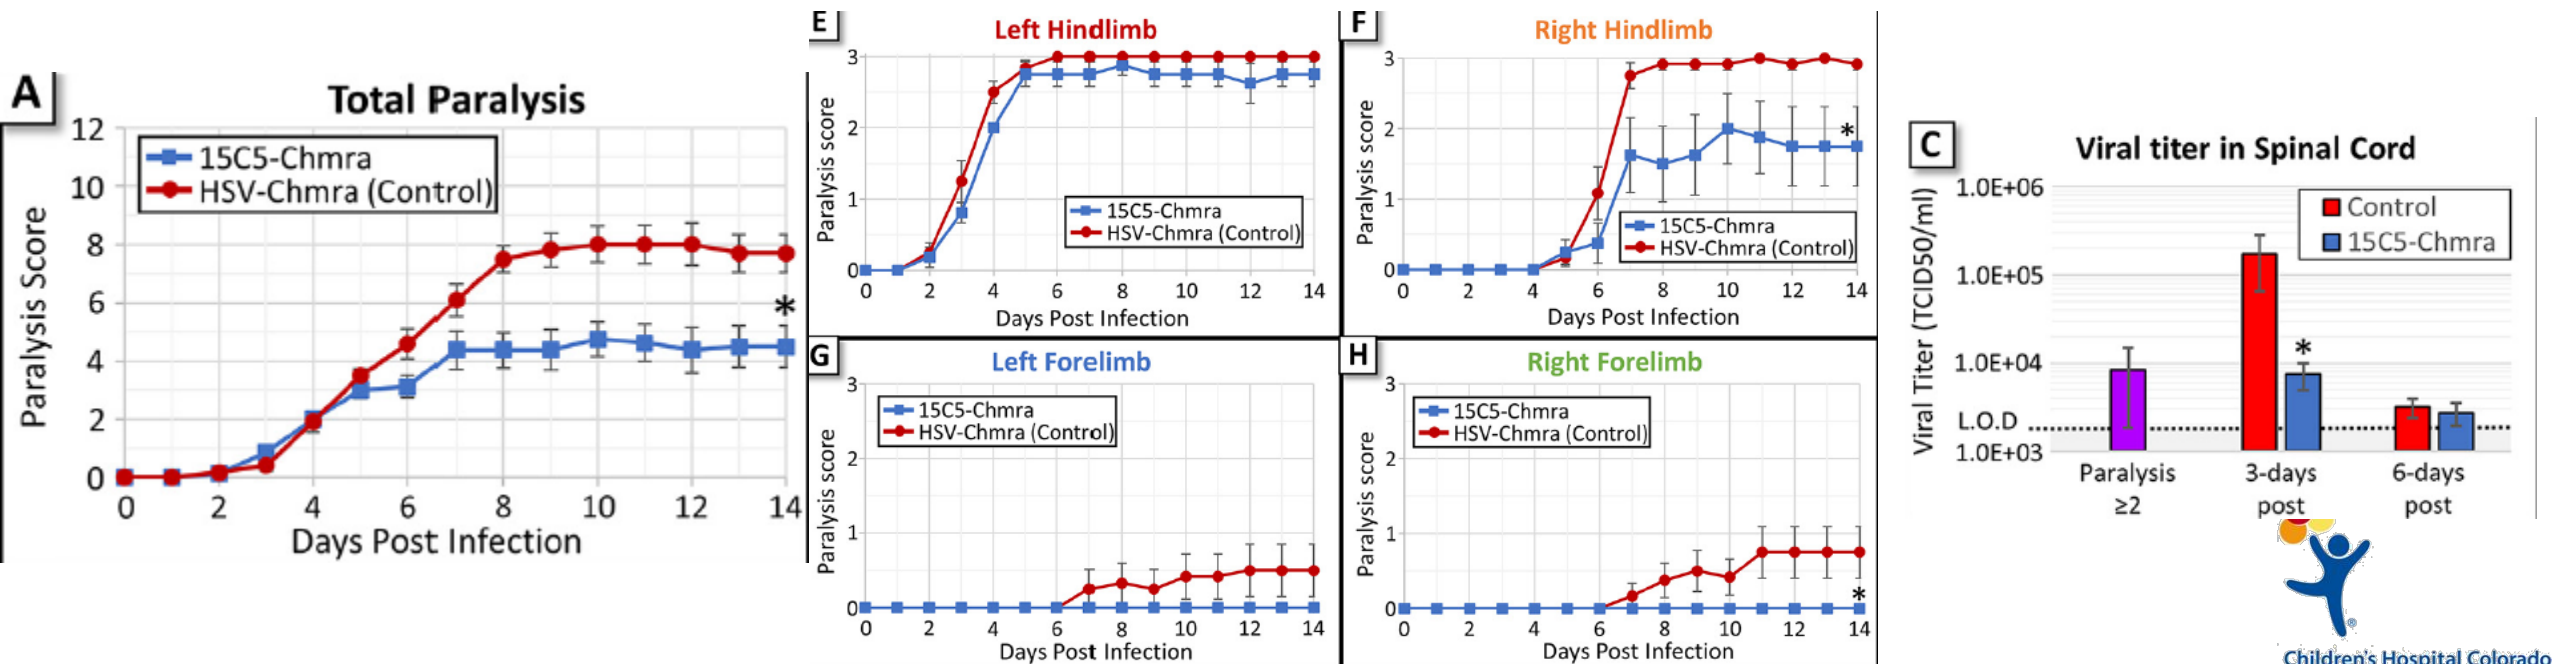 A
Total Paralysis
Paralysis Score
12
10
8
6
4
2
0
15C5-Chmra
HSV-Chmra (Control)
*
0 2 4 6 8 10 12 14
Days Post Infection
E
Left Hindlimb
Paralysis score
3
2
1
0
15C5-Chmra
HSV-Chmra (Control)
0 2 4 6 8 10 12 14
Days Post Infection
F
Right Hindlimb
Paralysis score
3
2
1
0
*
15C5-Chmra
HSV-Chmra (Control)
0 2 4 6 8 10 12 14
Days Post Infection
G
Left Forelimb
Paralysis score
3
2
1
0
15C5-Chmra
HSV-Chmra (Control)
0 2 4 6 8 10 12 14
Days Post Infection
H
Right Forelimb
Paralysis score
3
2
1
0
15C5-Chmra
HSV-Chmra (Control)
*
0 2 4 6 8 10 12 14
Days Post Infection
C
Viral titer in Spinal Cord
Viral Titer (TCID50/ml)
1.0E+06
1.0E+05
1.0E+04
L.O.D
1.0E+03
Control
15C5-Chmra
*
Paralysis
≥2
3-days
post
6-days
post
®
Children's Hospital Colorado